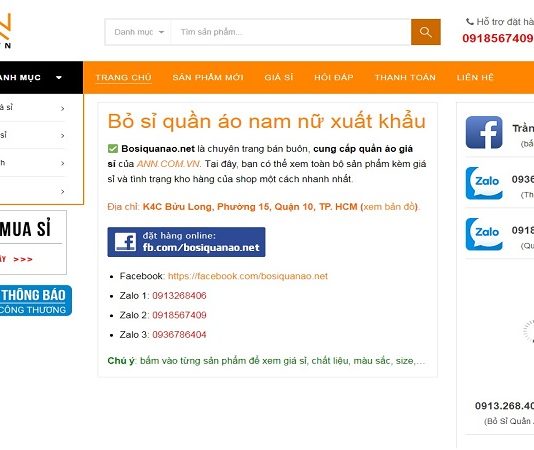 NN
VN
Danh mục
Tìm sản phẩm...
Hỗ trợ đặt hà
0918567409
ANH MỤC
TRANG CHỦ
SẢN PHẨM MỚI
GIÁ SỈ
HỎI ĐÁP
THANH TOÁN
LIÊN HỆ
á sỉ
sỉ
h
MUA SỈ
ÂY >>>
THÔNG BÁO
CÔNG THƯƠNG
Bỏ sỉ quần áo nam nữ xuất khẩu
Bosiquanao.net là chuyên trang bán buôn, cung cấp quần áo giá
sỉ của ANN.COM.VN. Tại đây, bạn có thể xem toàn bộ sản phẩm kèm giá
sỉ và tình trạng kho hàng của shop một cách nhanh nhất.
Địa chỉ: K4C Bửu Long, Phường 15, Quận 10, TP. HCM (xem bản đồ).
đặt hàng online:
fb.com/bosiquanao.net
Facebook: https://facebook.com/bosiquanao.net
Zalo 1: 0913268406
Zalo 2: 0918567409
Zalo 3: 0936786404
Chú ý: bấm vào từng sản phẩm để xem giá sỉ, chất liệu, màu sắc, size,...
Trần
(bấ
Zalo
0936
(Th
Zalo
0918
(Qu
0913.268.40
(Bỏ Sỉ Quần